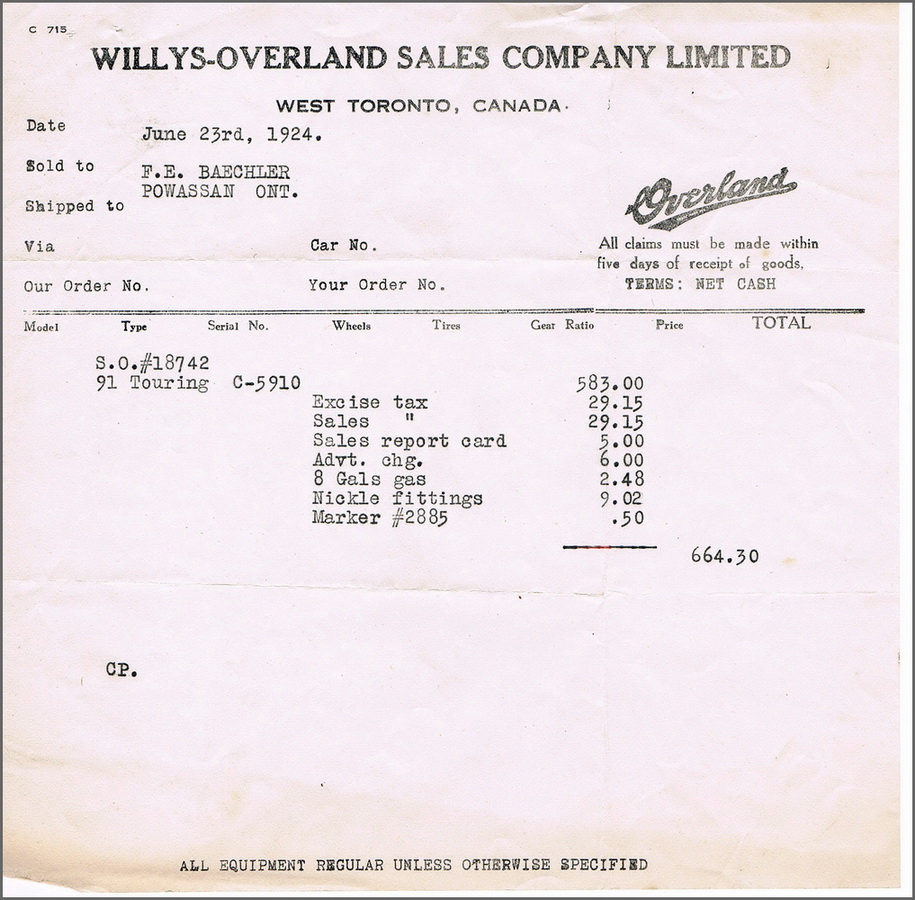 C 715
WILLYS-OVERLAND SALES COMPANY LIMITED
WEST TORONTO, CANADA.
Date June 23rd, 1924.
Sold to F.E. BAECHLER
POWASSAN ONT.
Shipped to
Overland
Via Car No.
All claims must be made within
five days of receipt of goods.
Our Order No. Your Order No. TERMS: NET CASH
Model Type Serial No. Wheels Tires Gear Ratio Price TOTAL
S.O.#18742
91 Touring C-5910 583.00
Excise tax 29.15
Sales " 29.15
Sales report card 5.00
Advt. chg. 6.00
8 Gals gas 2.48
Nickle fittings 9.02
Marker #2885 .50
664.30
CP.
ALL EQUIPMENT REGULAR UNLESS OTHERWISE SPECIFIED